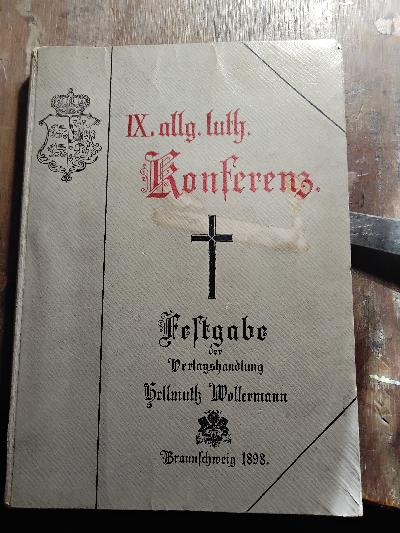 IX. allg. luth.
Konferenz.
Festgabe
der
Verlagshandlung
Hellmuth Wollermann
Braunschweig 1898.